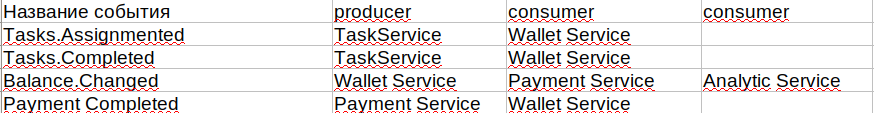 Название события producer consumer consumer
Tasks.Assignmented TaskService Wallet Service
Tasks.Completed TaskService Wallet Service
Balance.Changed Wallet Service Payment Service Analytic Service
Payment Completed Payment Service Wallet Service